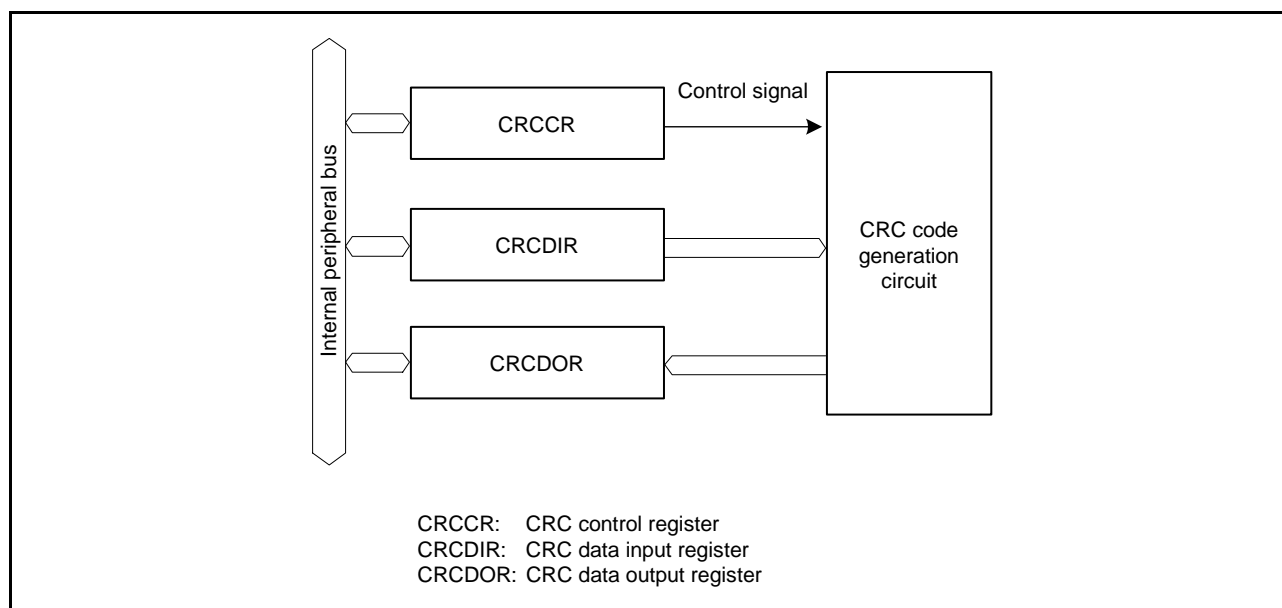 Internal peripheral bus
CRCCR
Control signal
CRCDIR
CRCDOR
CRC code
generation
circuit
CRCCR: CRC control register
CRCDIR: CRC data input register
CRCDOR: CRC data output register